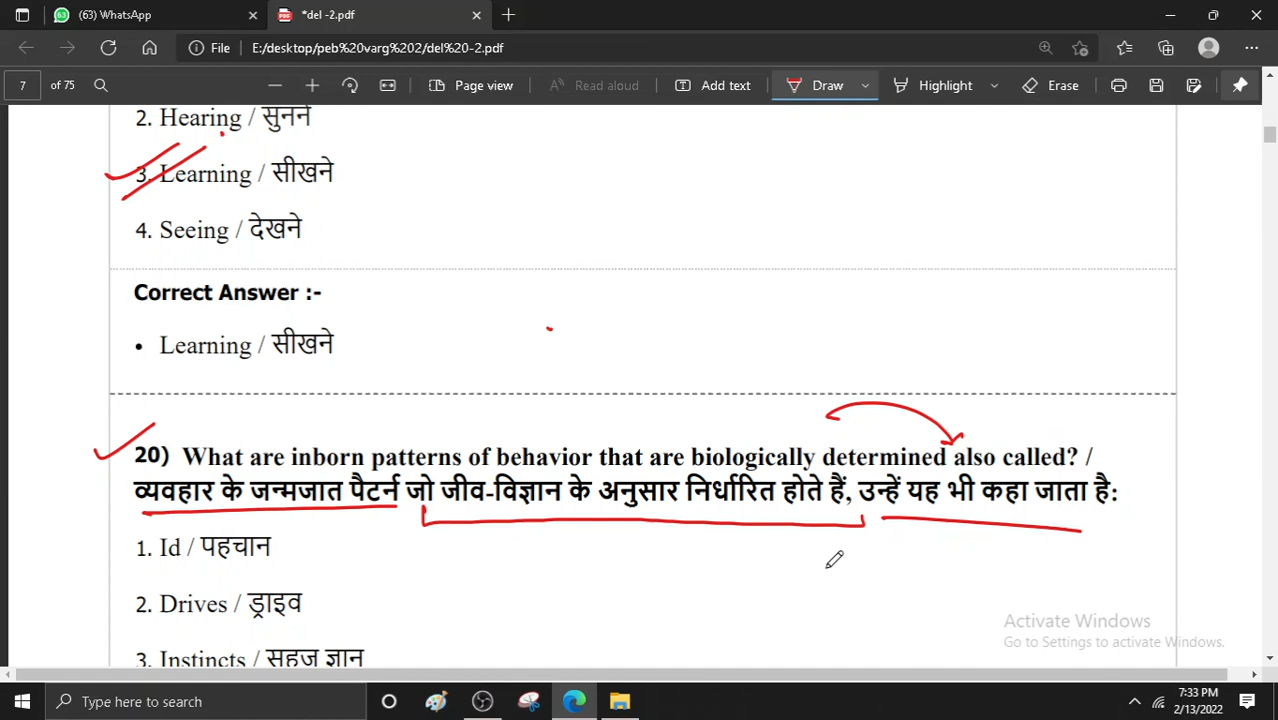 (63) WhatsApp
*del -2.pdf
File
E:/desktop/peb%20varg%202/del%20-2.pdf
7 of 75
Page view
Read aloud
Add text
Draw
Highlight
Erase
2. Hearing / सुनने
3. Learning / सीखने
4. Seeing / देखने
Correct Answer :-
• Learning / सीखने
20) What are inborn patterns of behavior that are biologically determined also called? /
व्यवहार के जन्मजात पैटर्न जो जीव-विज्ञान के अनुसार निर्धारित होते हैं, उन्हें यह भी कहा जाता है:
1. Id / पहचान
2. Drives / ड्राइव
3. Instincts / सहज ज्ञान
Activate Windows
Go to Settings to activate Windows.
Type here to search
7:33 PM
2/13/2022